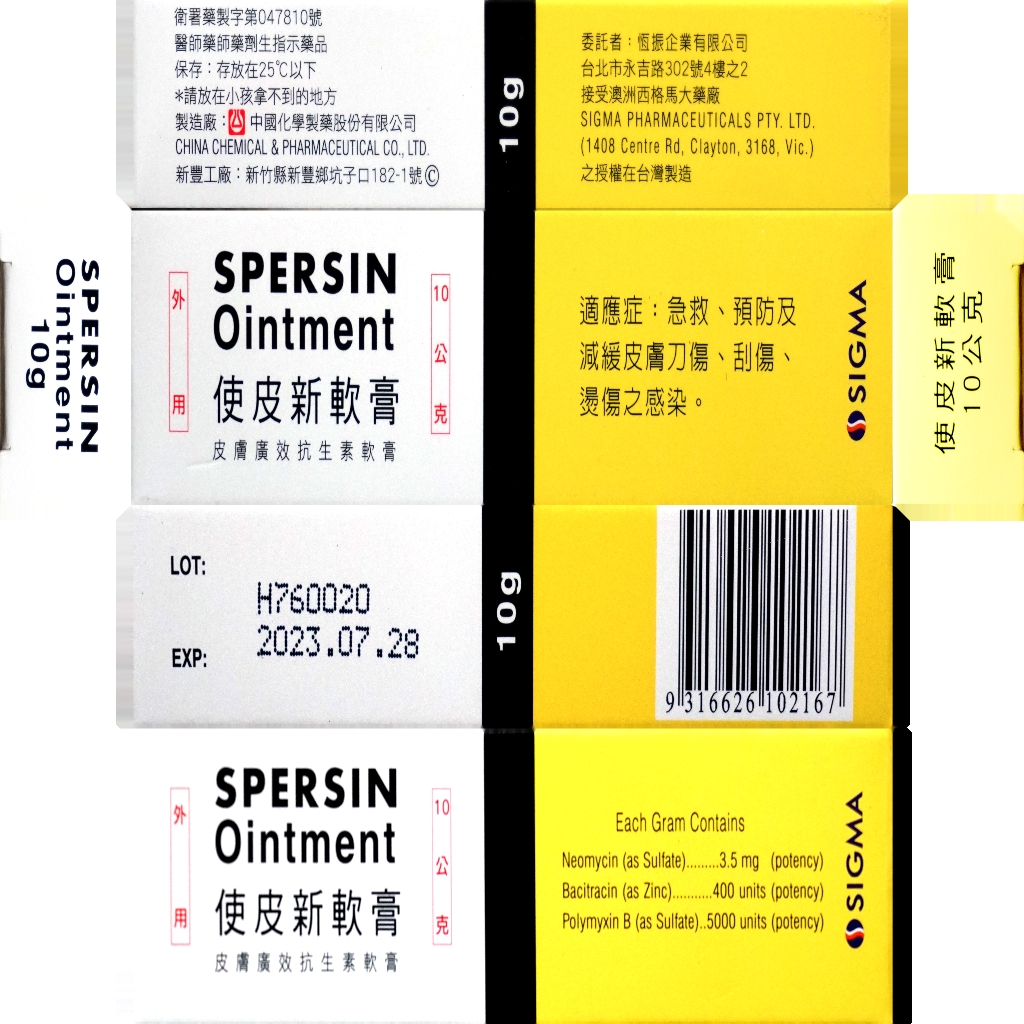 衛署藥製字第047810號
醫師藥師藥劑生指示藥品
保存：存放在25℃以下
*請放在小孩拿不到的地方
製造廠：中國化學製藥股份有限公司
CHINA CHEMICAL & PHARMACEUTICAL CO., LTD.
新豐工廠：新竹縣新豐鄉坑子口182-1號Ⓒ
10g
委託者：恆振企業有限公司
台北市永吉路302號4樓之2
接受澳洲西格馬大藥廠
SIGMA PHARMACEUTICALS PTY. LTD.
(1408 Centre Rd, Clayton, 3168, Vic.)
之授權在台灣製造
SPERSIN
Ointment
10g
外用
SPERSIN
Ointment
使皮新軟膏
皮膚廣效抗生素軟膏
10公克
適應症：急救、預防及
減緩皮膚刀傷、刮傷、
燙傷之感染。
SIGMA
使皮新軟膏
10公克
LOT:
H760020
EXP:
2023.07.28
10g
9 316626 102167
外用
SPERSIN
Ointment
使皮新軟膏
皮膚廣效抗生素軟膏
10公克
Each Gram Contains
Neomycin (as Sulfate).........3.5 mg (potency)
Bacitracin (as Zinc)...........400 units (potency)
Polymyxin B (as Sulfate)..5000 units (potency)
SIGMA